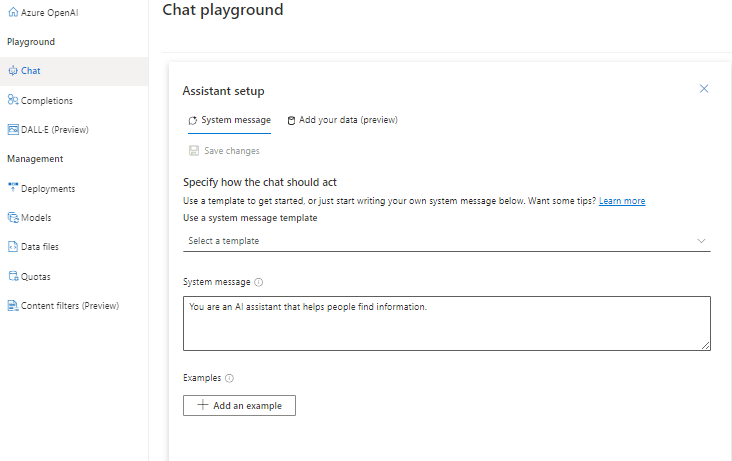 Azure OpenAI
Playground
Chat
Completions
DALL·E (Preview)
Management
Deployments
Models
Data files
Quotas
Content filters (Preview)
Chat playground
Assistant setup
System message
Add your data (preview)
Save changes
Specify how the chat should act
Use a template to get started, or just start writing your own system message below. Want some tips? Learn more
Use a system message template
Select a template
System message
You are an AI assistant that helps people find information.
Examples
Add an example